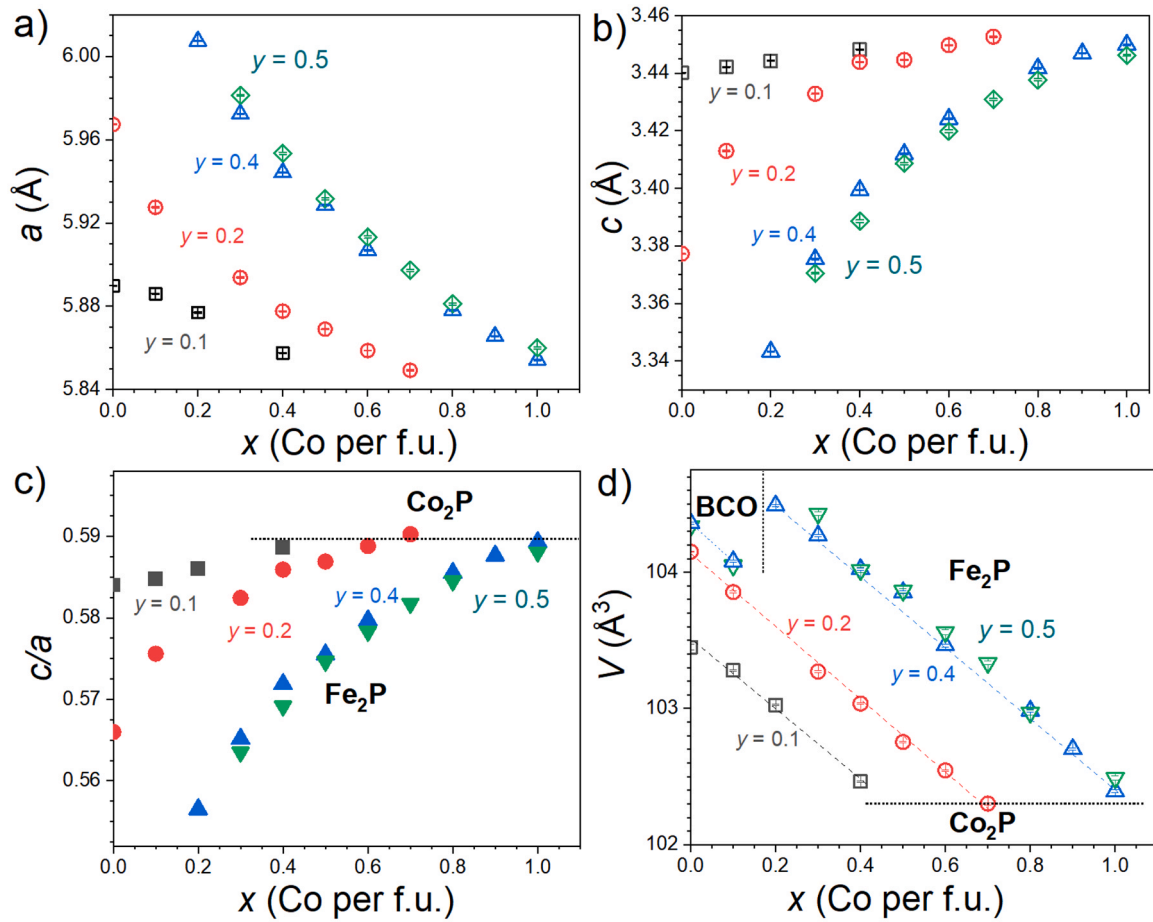 a)
6.00
5.96
5.92
5.88
5.84
a (Å)
y = 0.5
y = 0.4
y = 0.2
y = 0.1
0.0 0.2 0.4 0.6 0.8 1.0
x (Co per f.u.)
b)
3.46
3.44
3.42
3.40
3.38
3.36
3.34
c (Å)
y = 0.1
y = 0.2
y = 0.4
y = 0.5
0.0 0.2 0.4 0.6 0.8 1.0
x (Co per f.u.)
c)
0.59
0.58
0.57
0.56
c/a
Co₂P
y = 0.1
y = 0.2
y = 0.4
y = 0.5
Fe₂P
0.0 0.2 0.4 0.6 0.8 1.0
x (Co per f.u.)
d)
104
103
102
V (Å³)
BCO
Fe₂P
y = 0.2
y = 0.5
y = 0.4
y = 0.1
Co₂P
0.0 0.2 0.4 0.6 0.8 1.0
x (Co per f.u.)